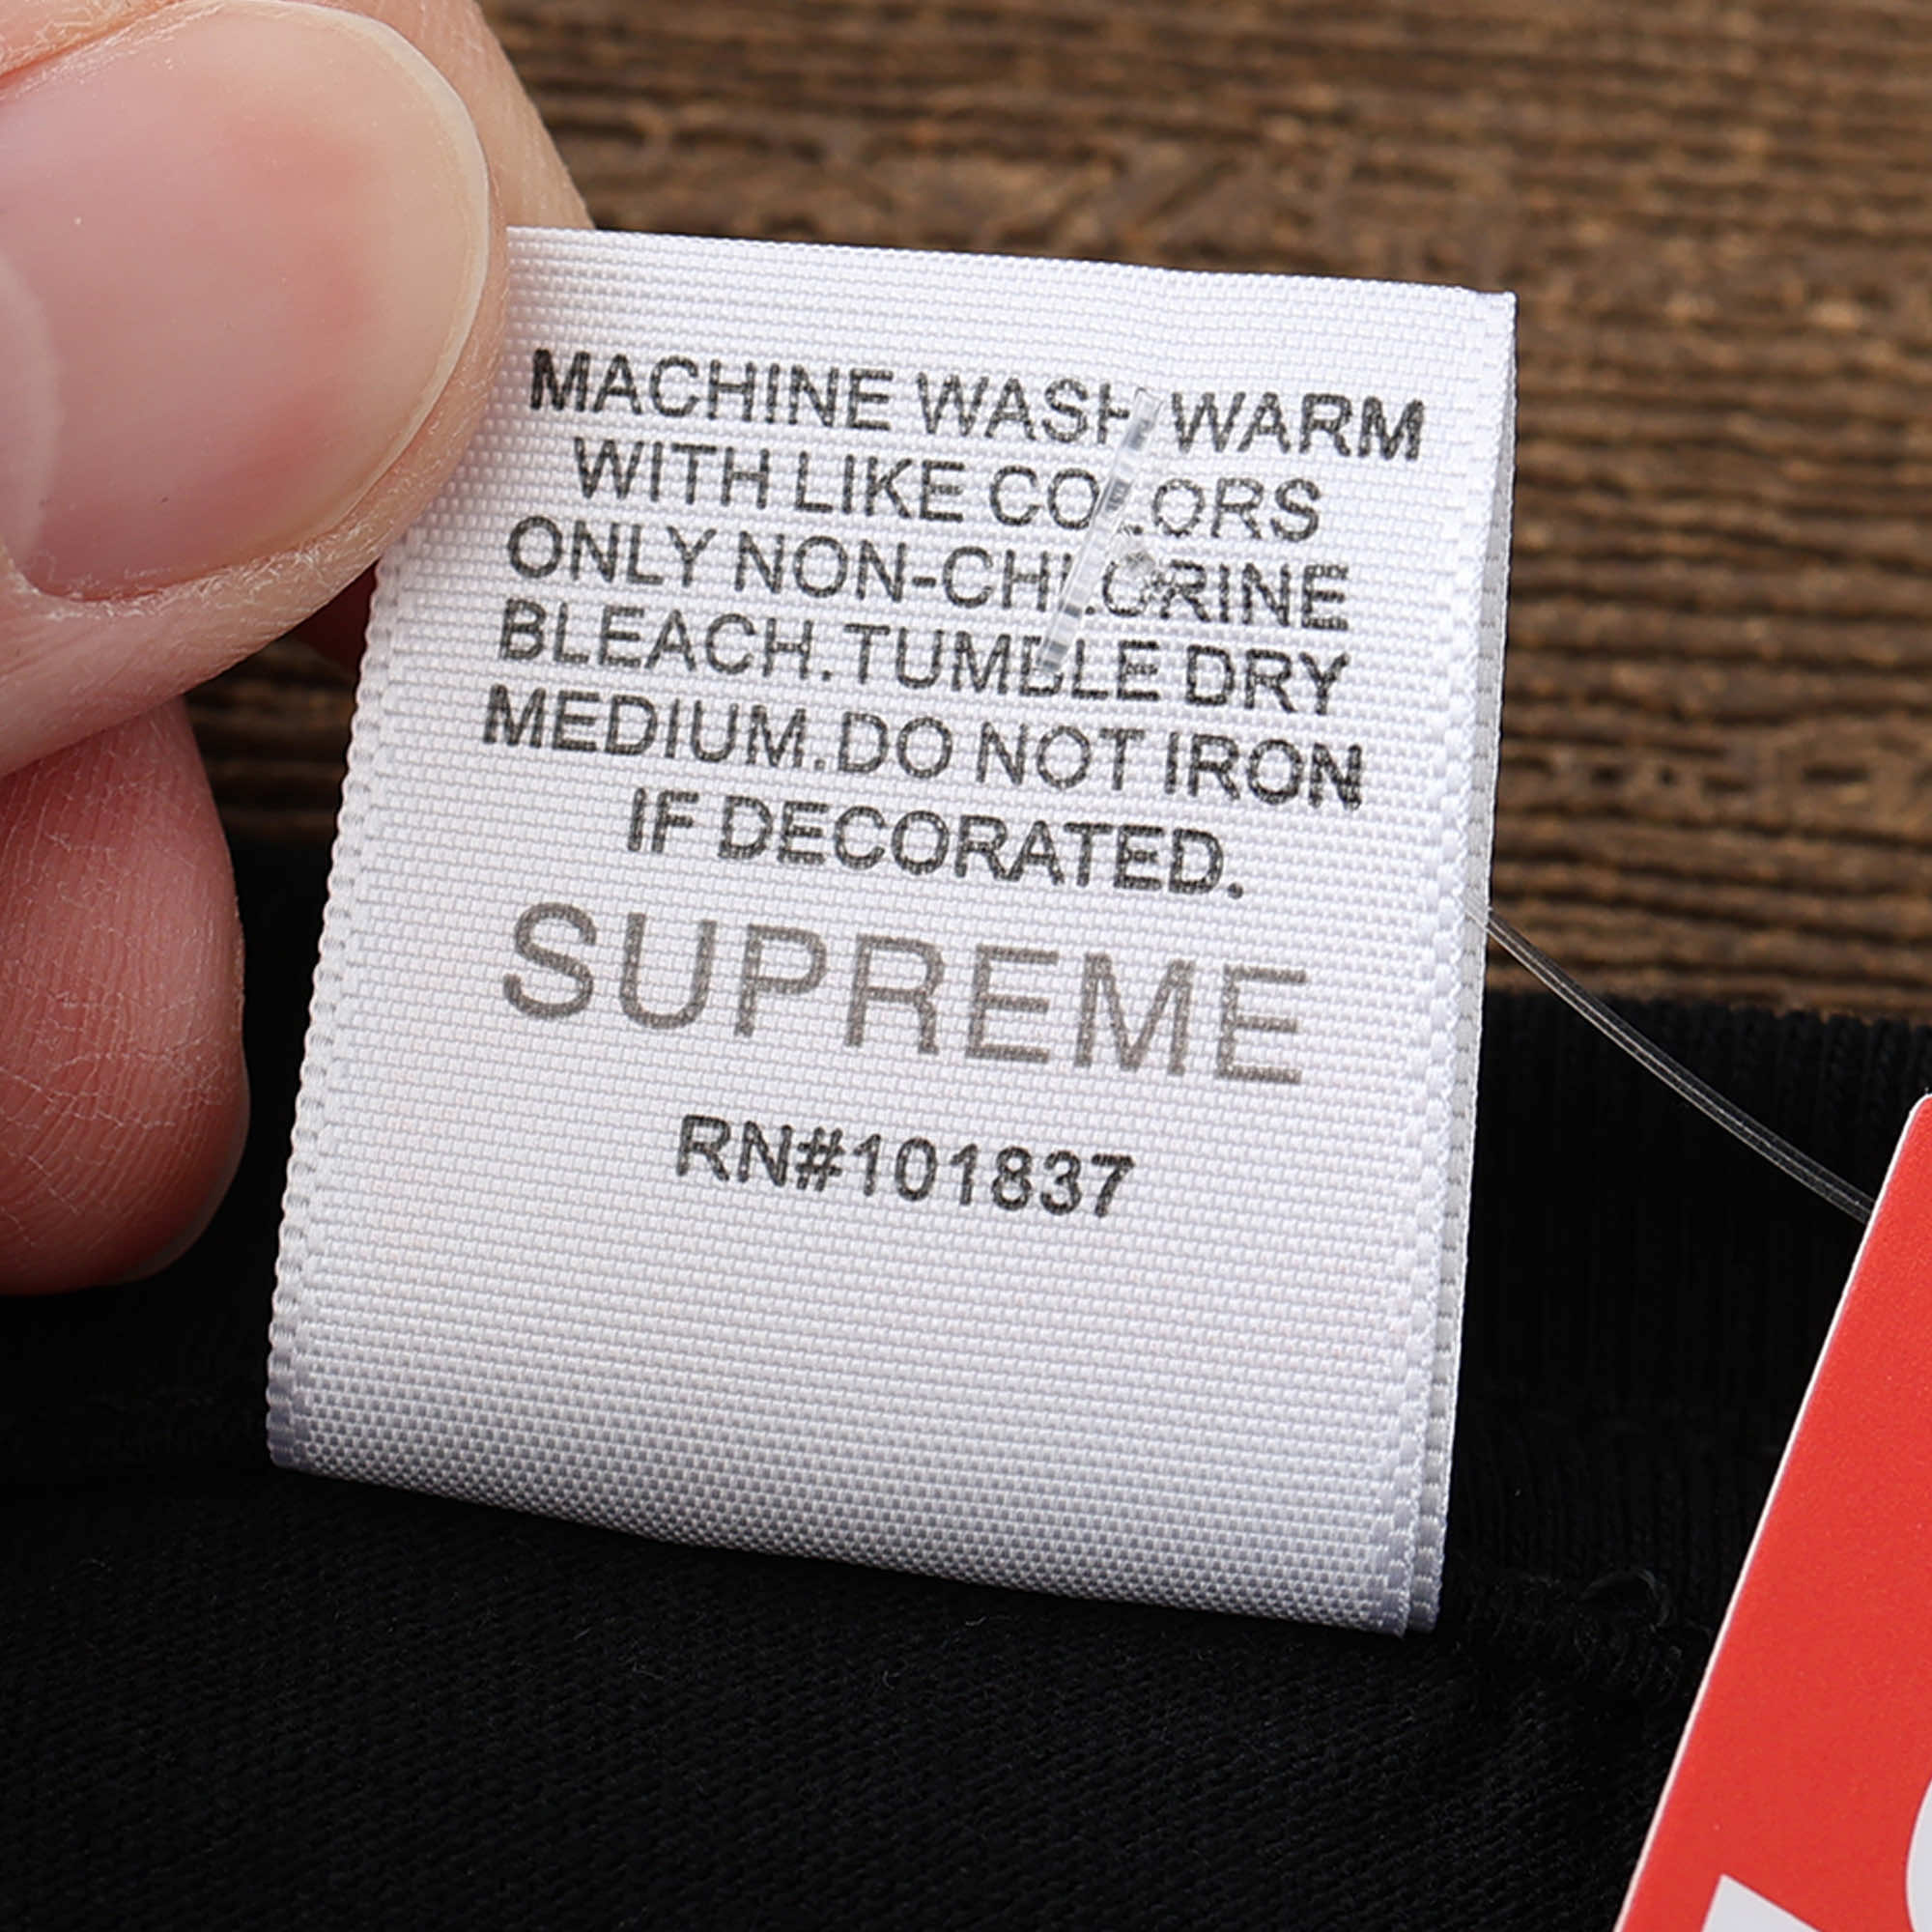 MACHINE WASH WARM
WITH LIKE COLORS
ONLY NON-CHLORINE
BLEACH.TUMBLE DRY
MEDIUM.DO NOT IRON
IF DECORATED.
SUPREME
RN#101837